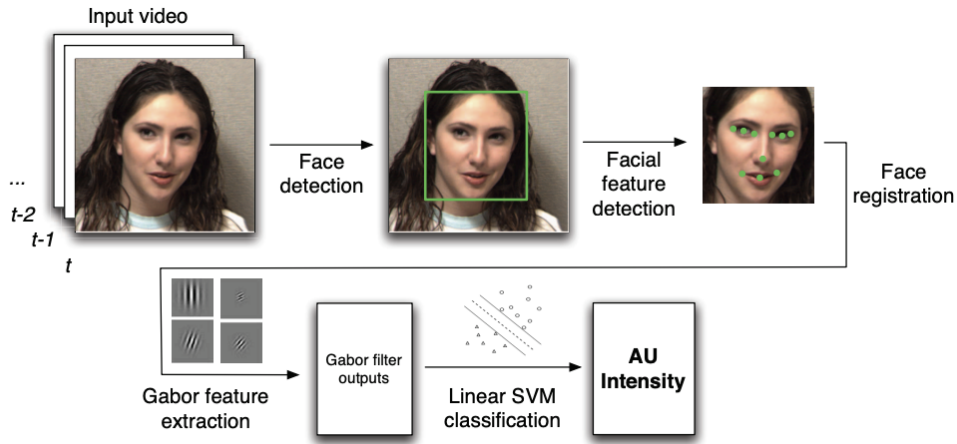 Input video
...
t-2
t-1
t
Face
detection
Facial
feature
detection
Face
registration
Gabor feature
extraction
Gabor filter
outputs
Linear SVM
classification
AU
Intensity